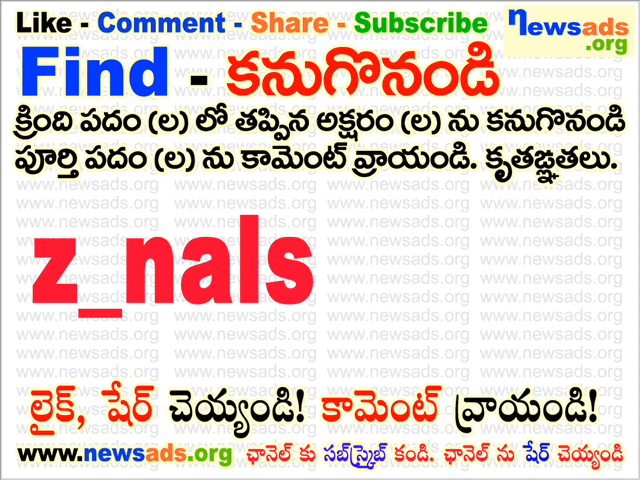 Like - Comment - Share - Subscribe
newsads
.org
Find - కనుగొనండి
క్రింది పదం (ల) లో తప్పిన అక్షరం (ల) ను కనుగొనండి
పూర్తి పదం (ల) ను కామెంట్ వ్రాయండి. కృతఙ్ఞతలు.
z_nals
లైక్, షేర్ చెయ్యండి! కామెంట్ వ్రాయండి!
www.newsads.org ఛానెల్ కు సబ్‌స్క్రైబ్ కండి. ఛానెల్ ను షేర్ చెయ్యండి